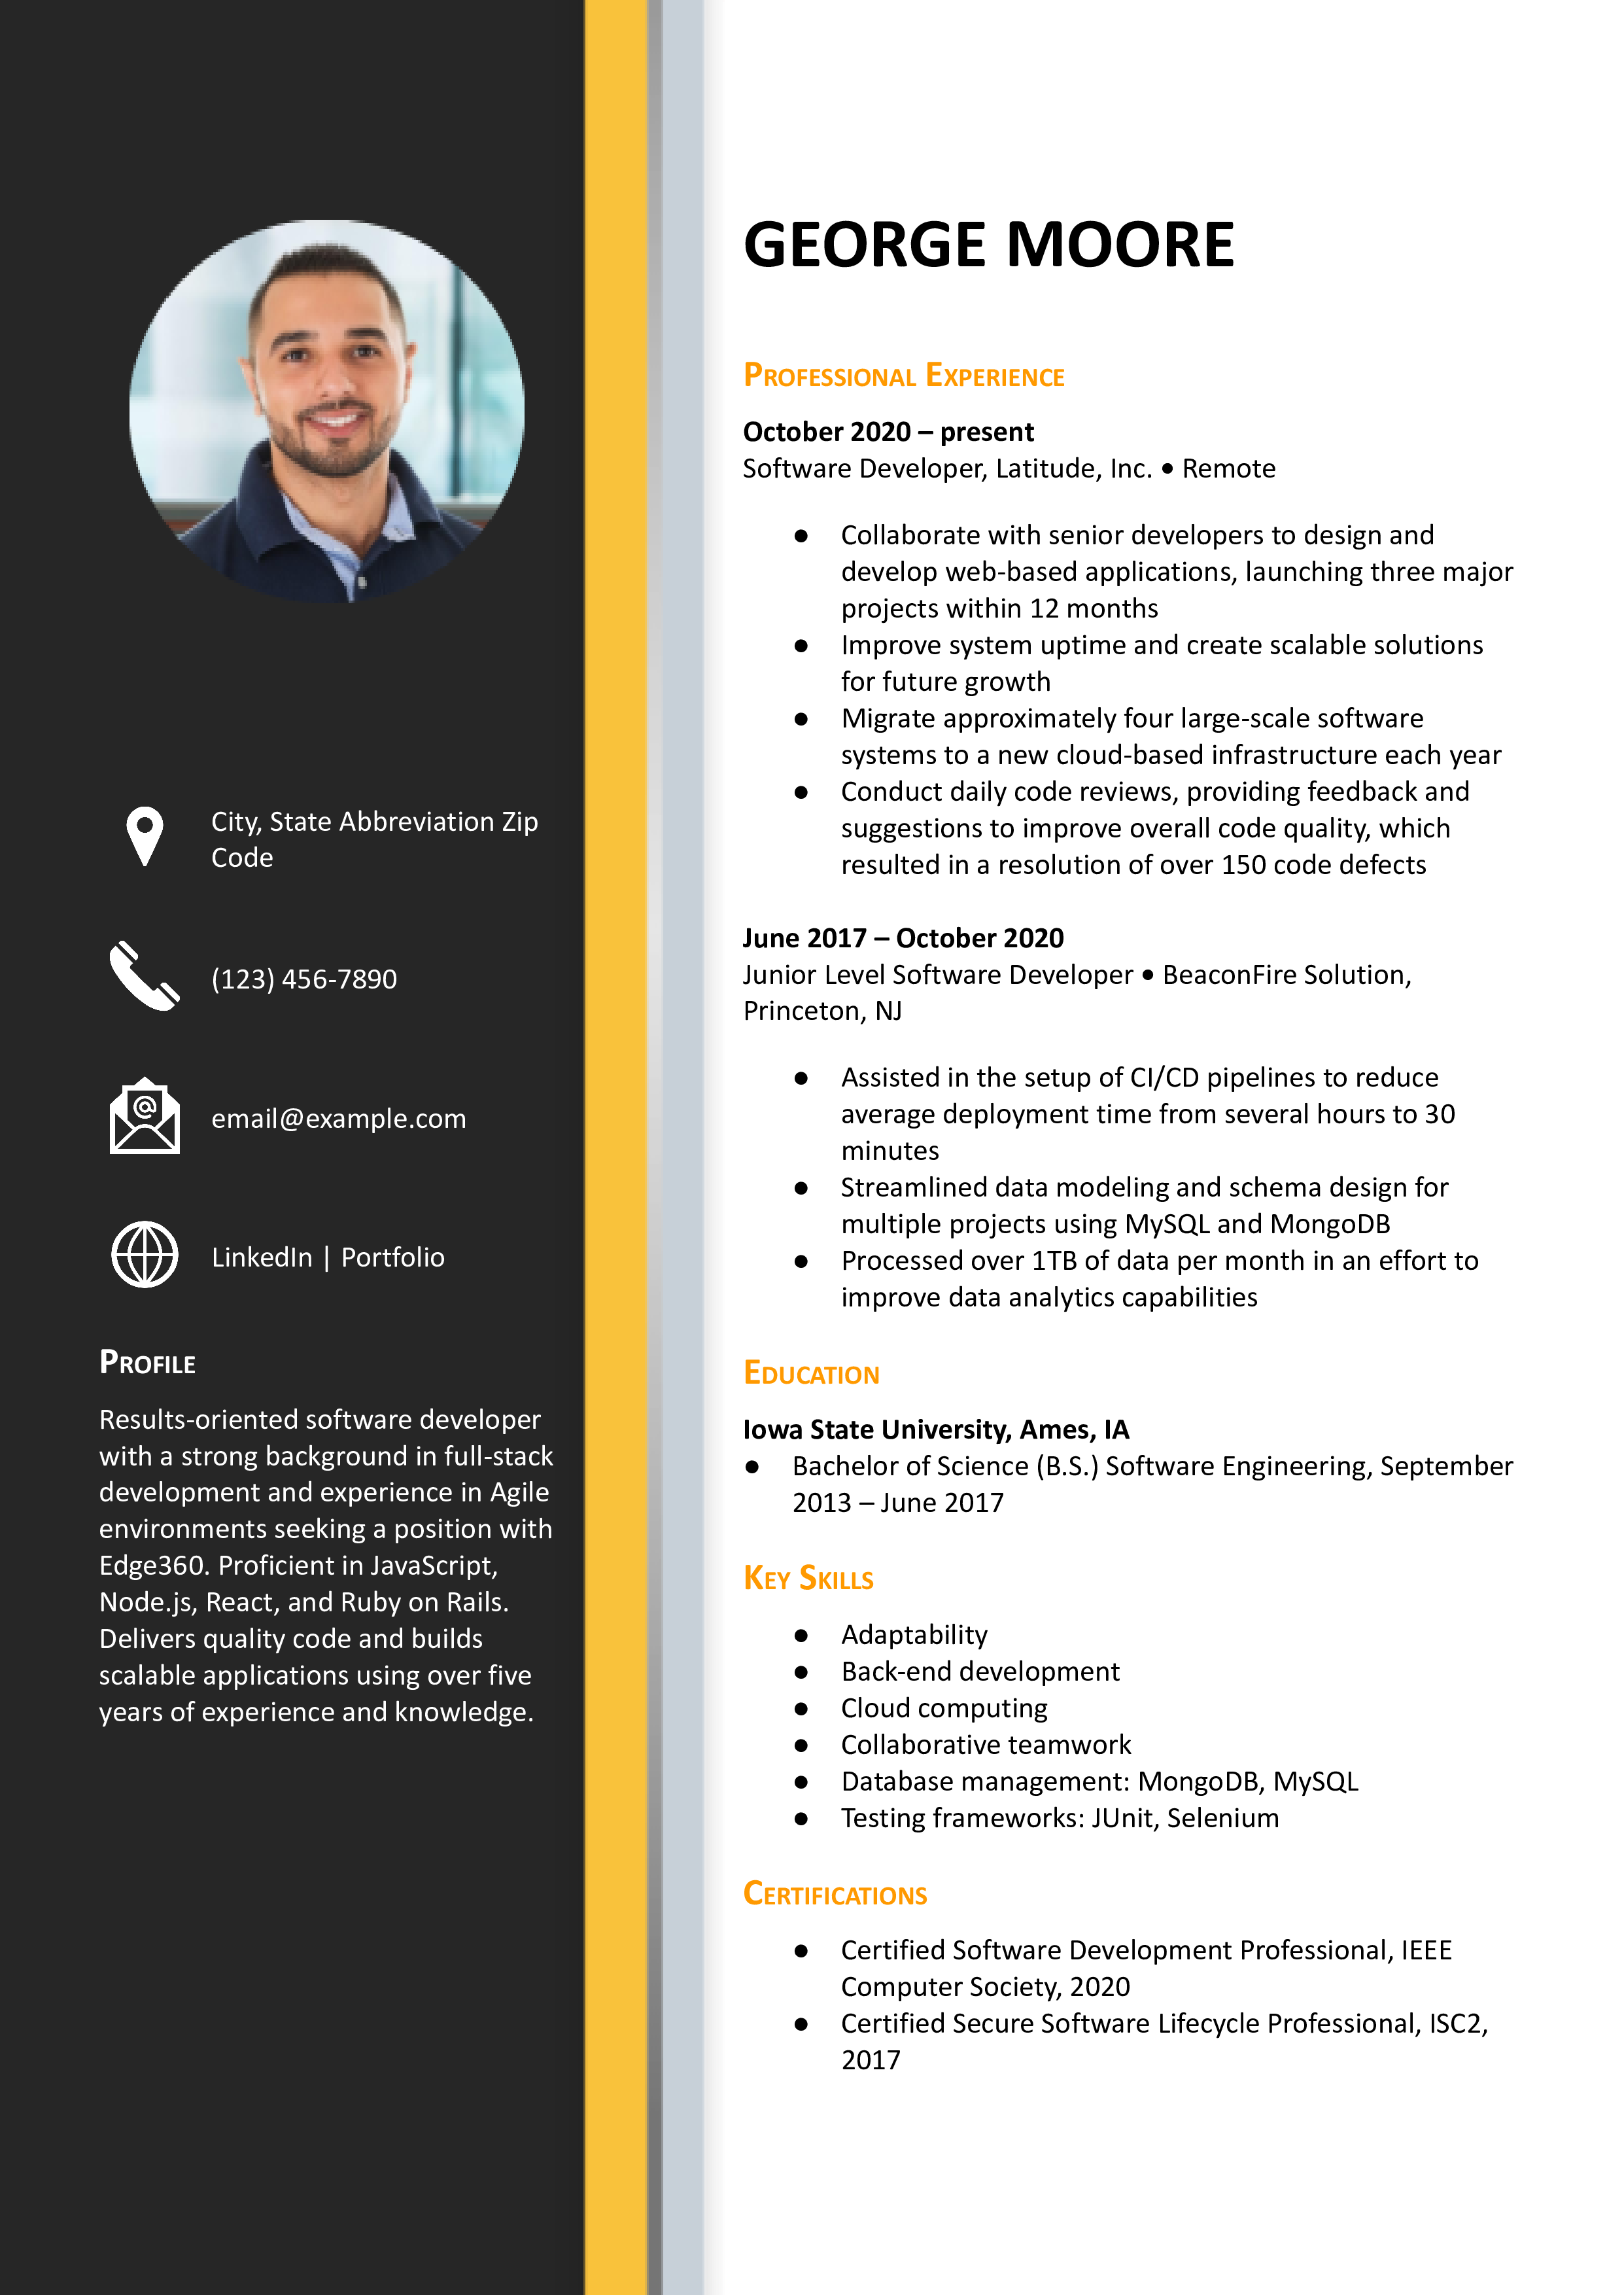 City, State Abbreviation Zip
Code
(123) 456-7890
@
email@example.com
LinkedIn | Portfolio
PROFILE
Results-oriented software developer
with a strong background in full-stack
development and experience in Agile
environments seeking a position with
Edge360. Proficient in JavaScript,
Node.js, React, and Ruby on Rails.
Delivers quality code and builds
scalable applications using over five
years of experience and knowledge.
GEORGE MOORE
PROFESSIONAL EXPERIENCE
October 2020 – present
Software Developer, Latitude, Inc. • Remote
● Collaborate with senior developers to design and
develop web-based applications, launching three major
projects within 12 months
● Improve system uptime and create scalable solutions
for future growth
● Migrate approximately four large-scale software
systems to a new cloud-based infrastructure each year
● Conduct daily code reviews, providing feedback and
suggestions to improve overall code quality, which
resulted in a resolution of over 150 code defects
June 2017 – October 2020
Junior Level Software Developer • BeaconFire Solution,
Princeton, NJ
● Assisted in the setup of CI/CD pipelines to reduce
average deployment time from several hours to 30
minutes
● Streamlined data modeling and schema design for
multiple projects using MySQL and MongoDB
● Processed over 1TB of data per month in an effort to
improve data analytics capabilities
EDUCATION
Iowa State University, Ames, IA
● Bachelor of Science (B.S.) Software Engineering, September
2013 – June 2017
KEY SKILLS
● Adaptability
● Back-end development
● Cloud computing
● Collaborative teamwork
● Database management: MongoDB, MySQL
● Testing frameworks: JUnit, Selenium
CERTIFICATIONS
● Certified Software Development Professional, IEEE
Computer Society, 2020
● Certified Secure Software Lifecycle Professional, ISC2,
2017